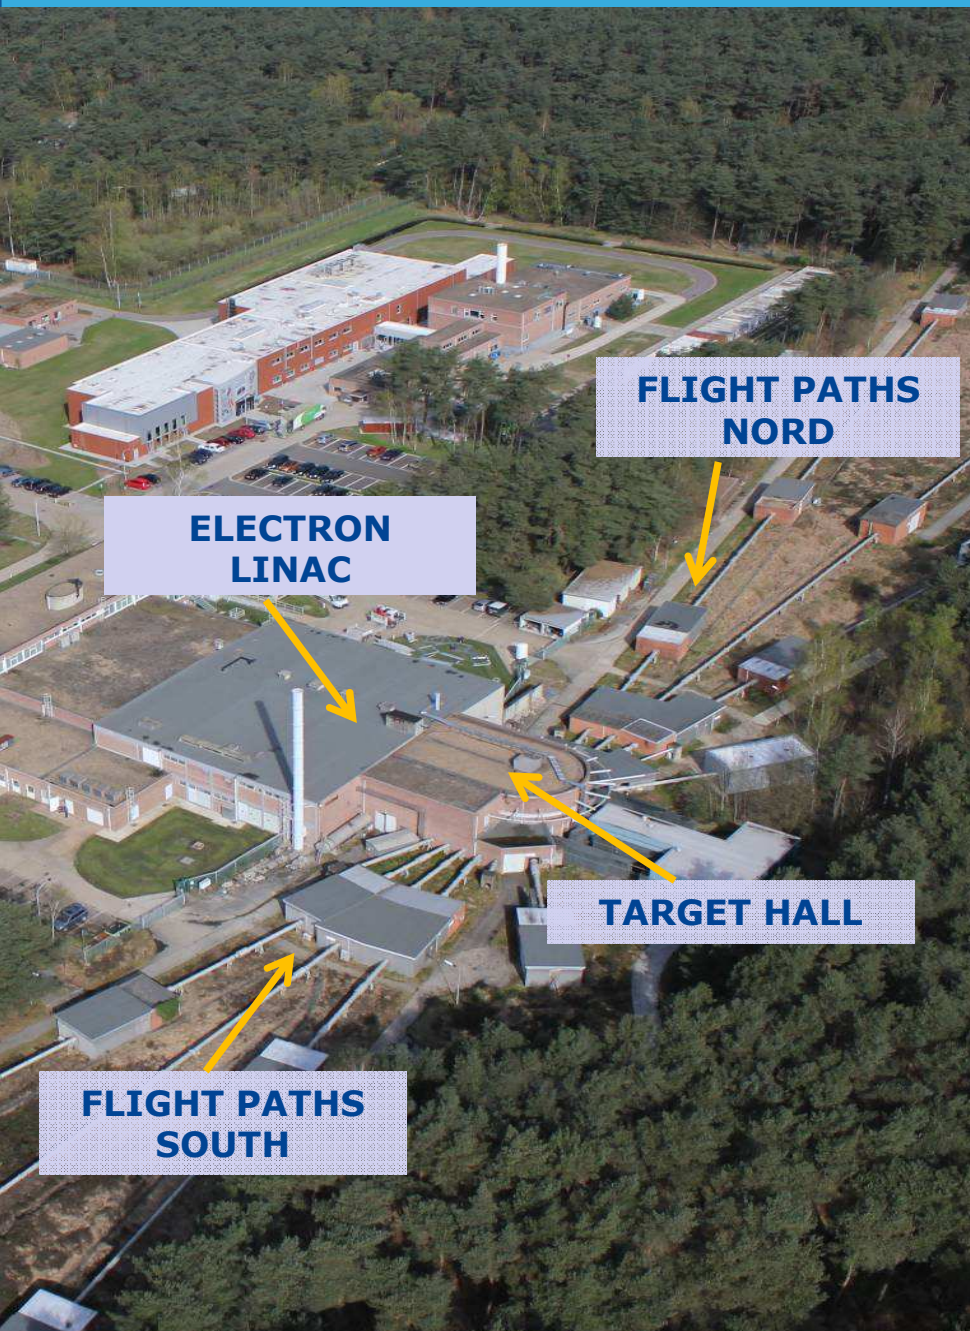 FLIGHT PATHS
NORD
ELECTRON
LINAC
TARGET HALL
FLIGHT PATHS
SOUTH